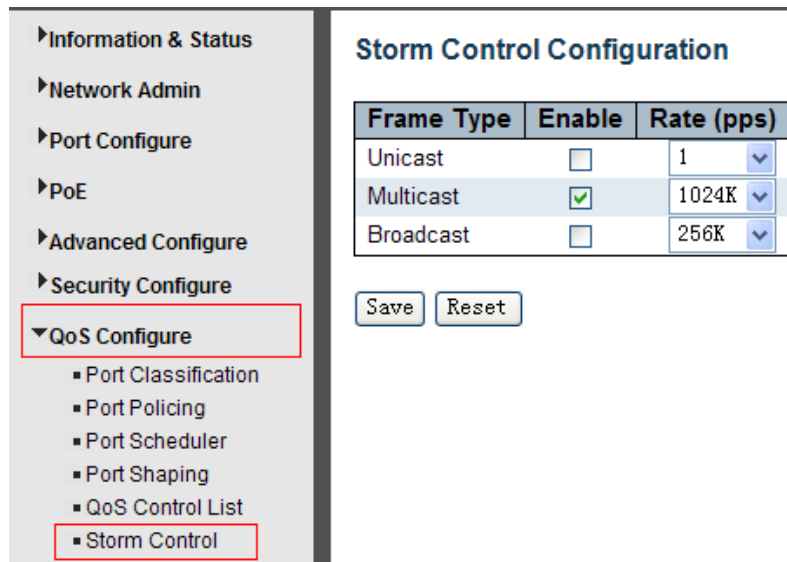 Information & Status
Network Admin
Port Configure
PoE
Advanced Configure
Security Configure
QoS Configure
Port Classification
Port Policing
Port Scheduler
Port Shaping
QoS Control List
Storm Control
Storm Control Configuration
Frame Type Enable Rate (pps)
Unicast 1
Multicast 1024K
Broadcast 256K
Save Reset